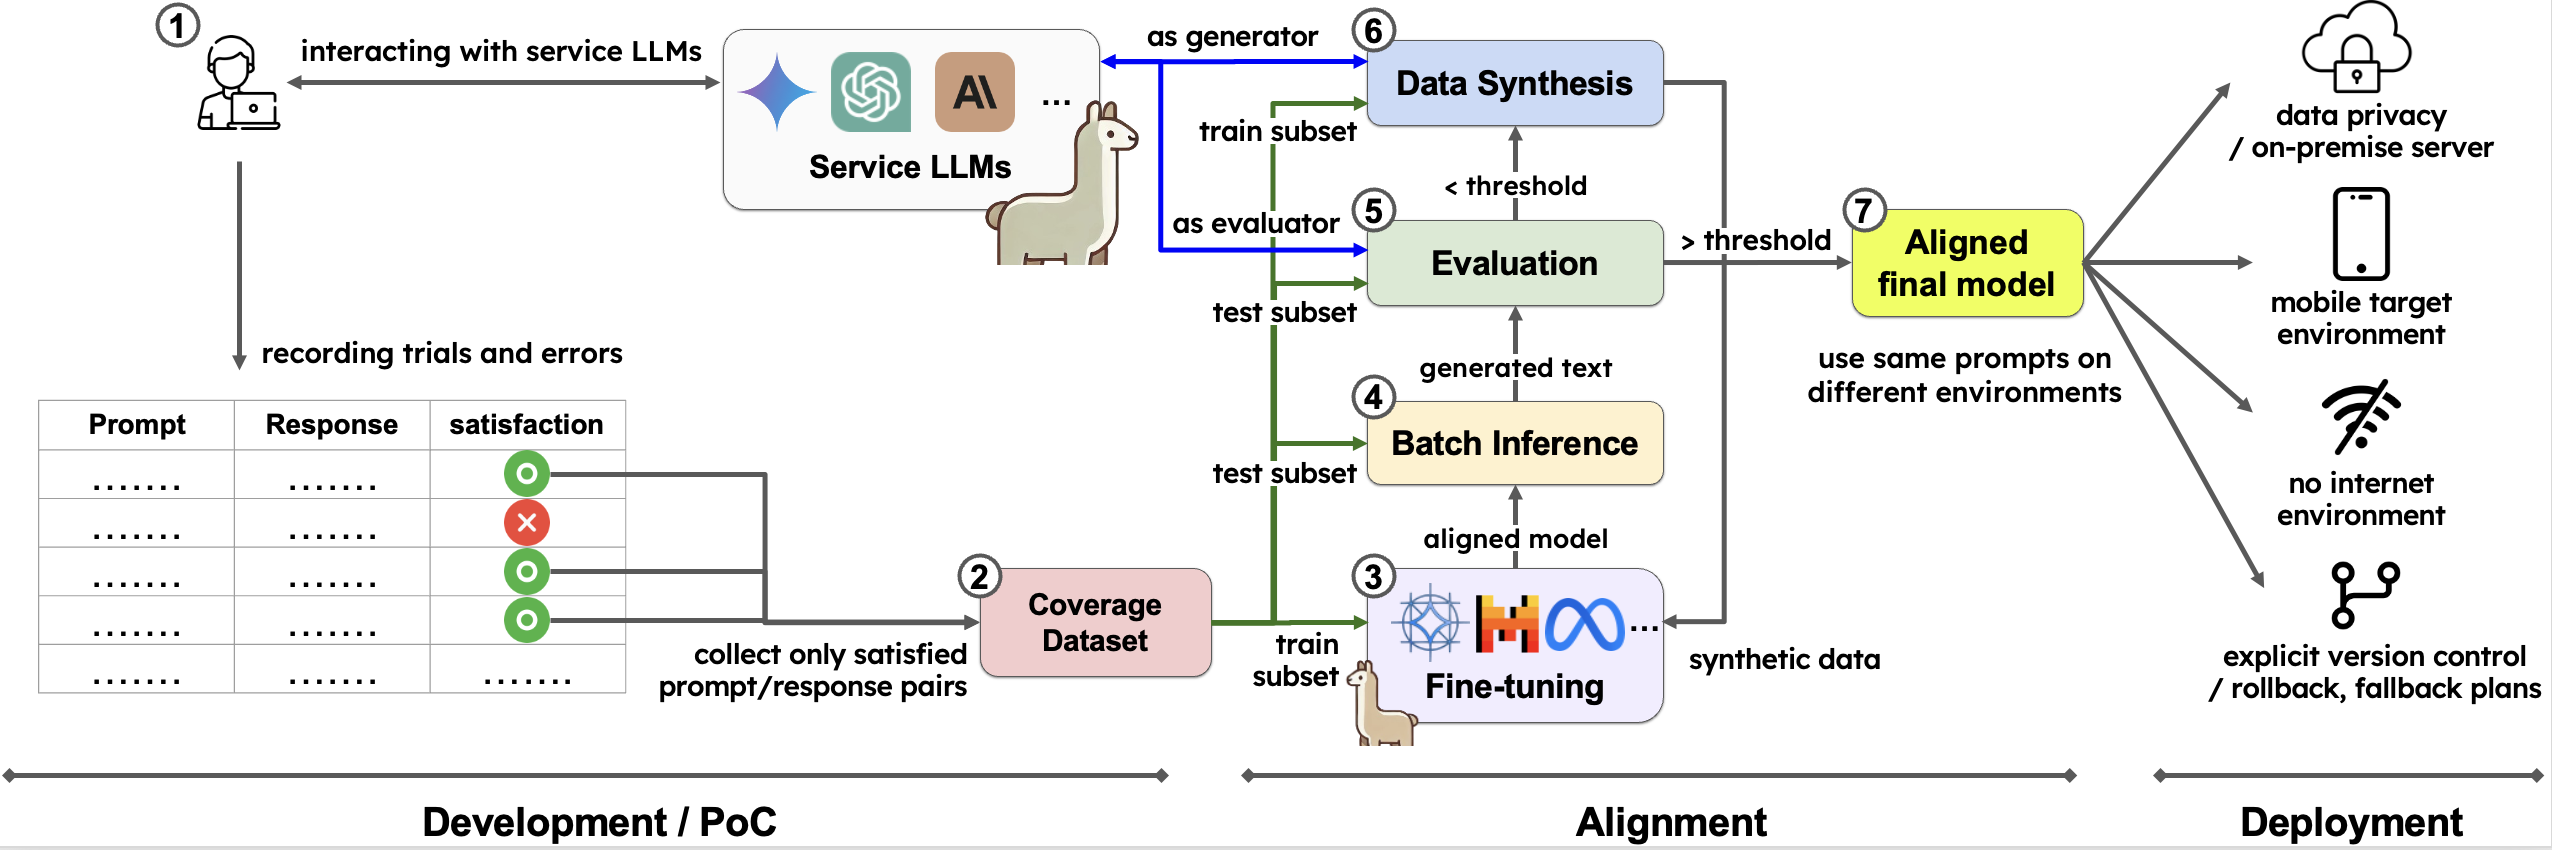 1
interacting with service LLMs
A\
...
Service LLMs
recording trials and errors
Prompt Response satisfaction
....... .......
....... .......
....... .......
....... .......
....... ....... .......
collect only satisfied
prompt/response pairs
2
Coverage
Dataset
as generator
train subset
as evaluator
test subset
test subset
train
subset
6
Data Synthesis
< threshold
5
Evaluation
> threshold
generated text
4
Batch Inference
aligned model
3
...
Fine-tuning
synthetic data
7
Aligned
final model
use same prompts on
different environments
data privacy
/ on-premise server
mobile target
environment
no internet
environment
explicit version control
/ rollback, fallback plans
Development / PoC
Alignment
Deployment